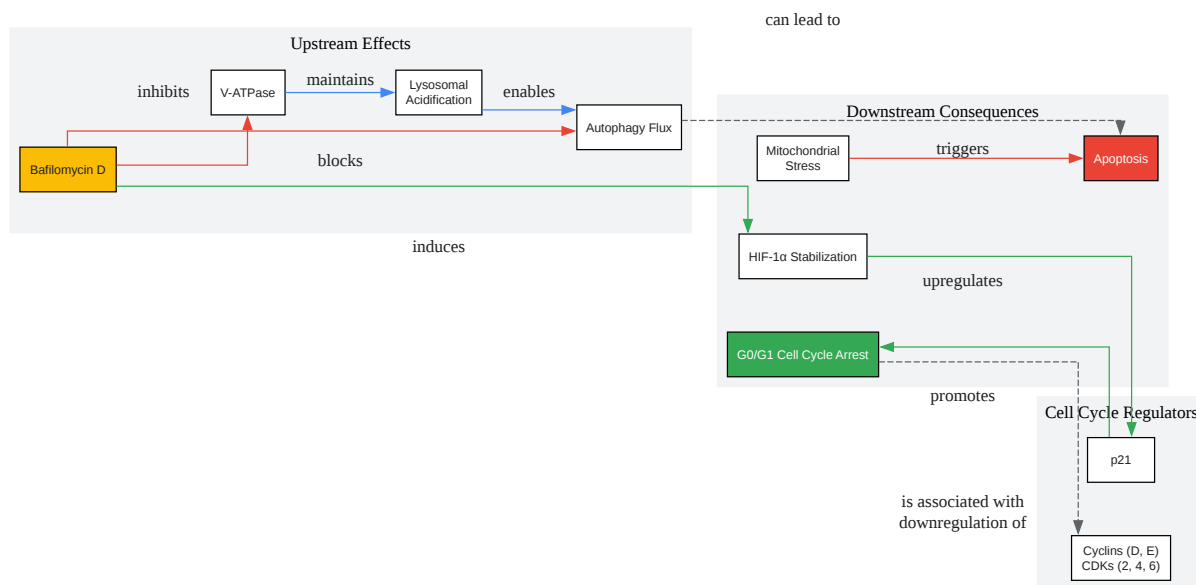 can lead to
Upstream Effects
inhibits
V-ATPase
maintains
Lysosomal
Acidification
enables
Autophagy Flux
Bafilomycin D
blocks
induces
Downstream Consequences
Mitochondrial
Stress
triggers
Apoptosis
HIF-1α Stabilization
upregulates
G0/G1 Cell Cycle Arrest
promotes
Cell Cycle Regulators
p21
is associated with
downregulation of
Cyclins (D, E)
CDKs (2, 4, 6)